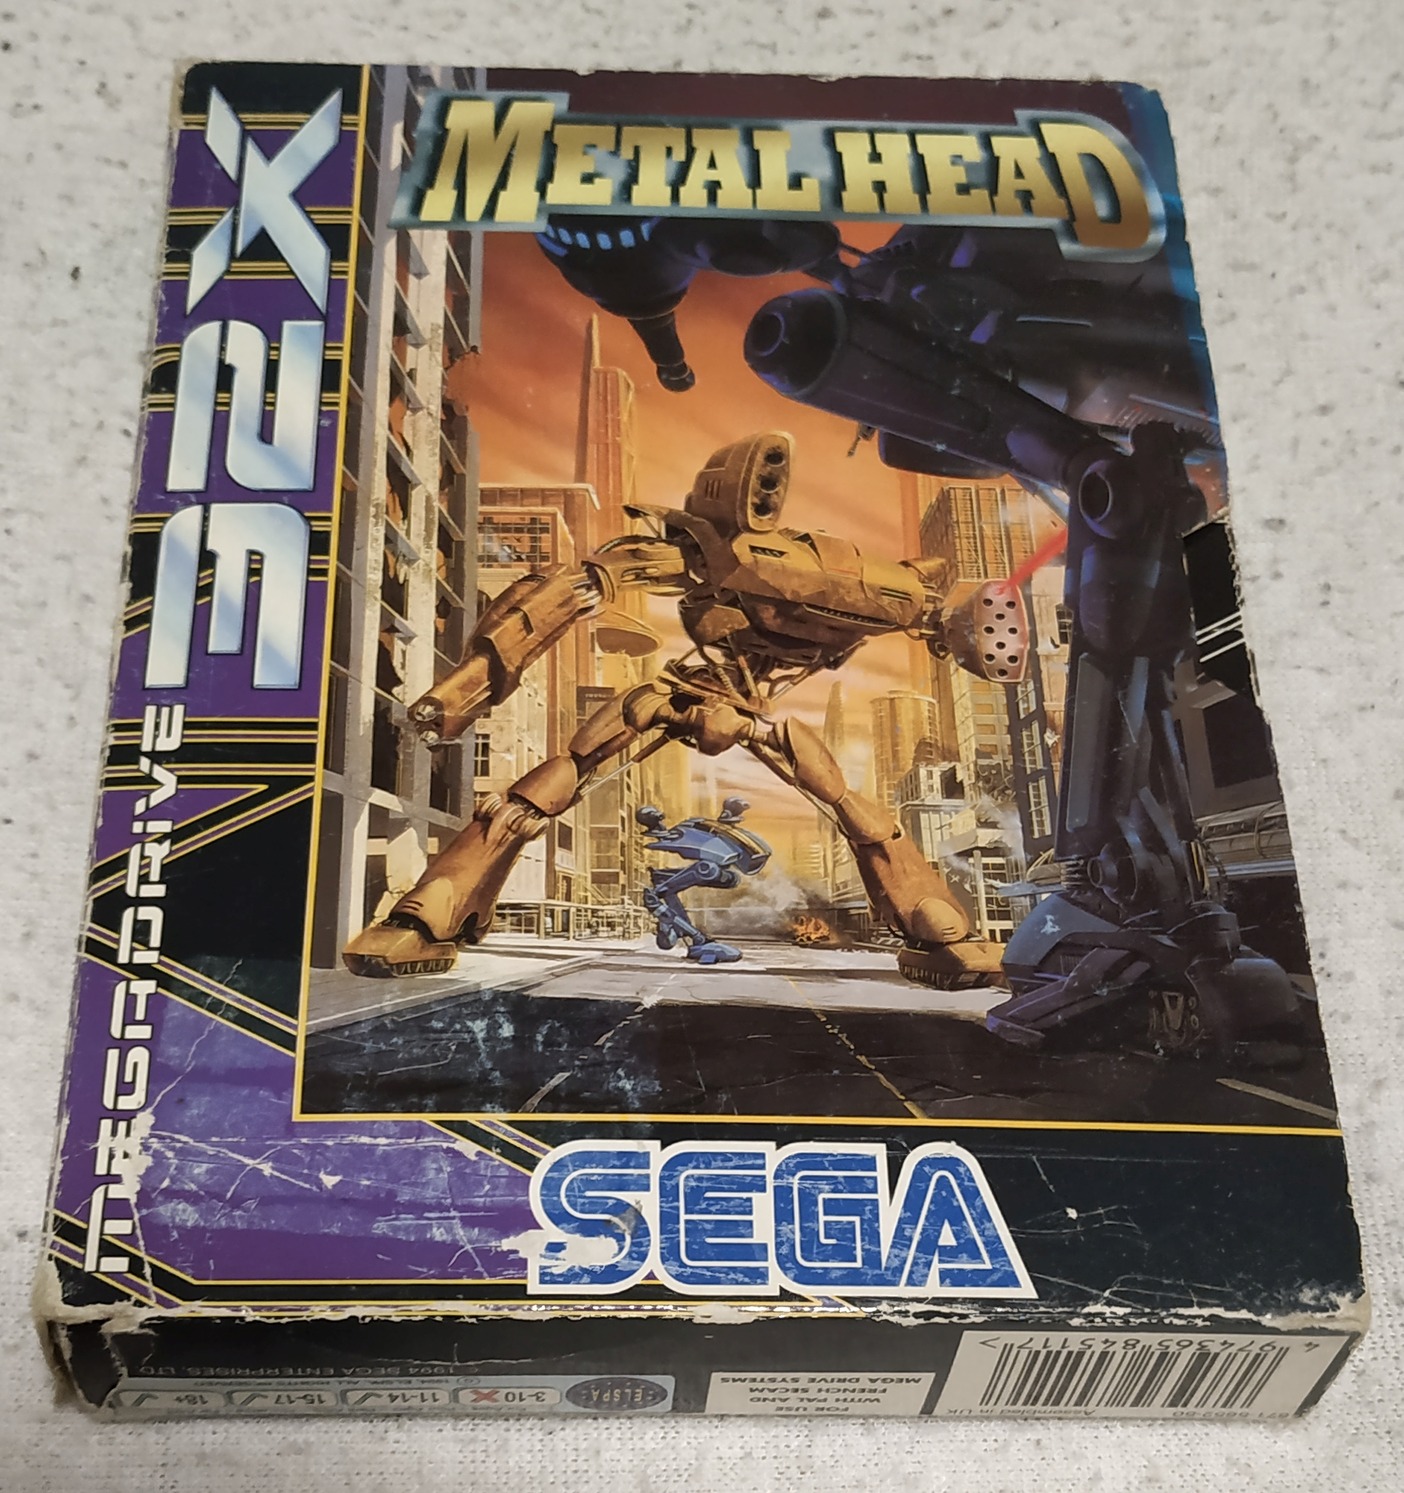 METAL HEAD
MEGADRIVE 32X
SEGA
©1994 SEGA ENTERPRISES, LTD
ELSPA
3-10
11-14
15-17
18+
FOR USE
WITH PAL AND
FRENCH SECAM
MEGA DRIVE SYSTEMS
4 974365 845117 >
Assembled in UK